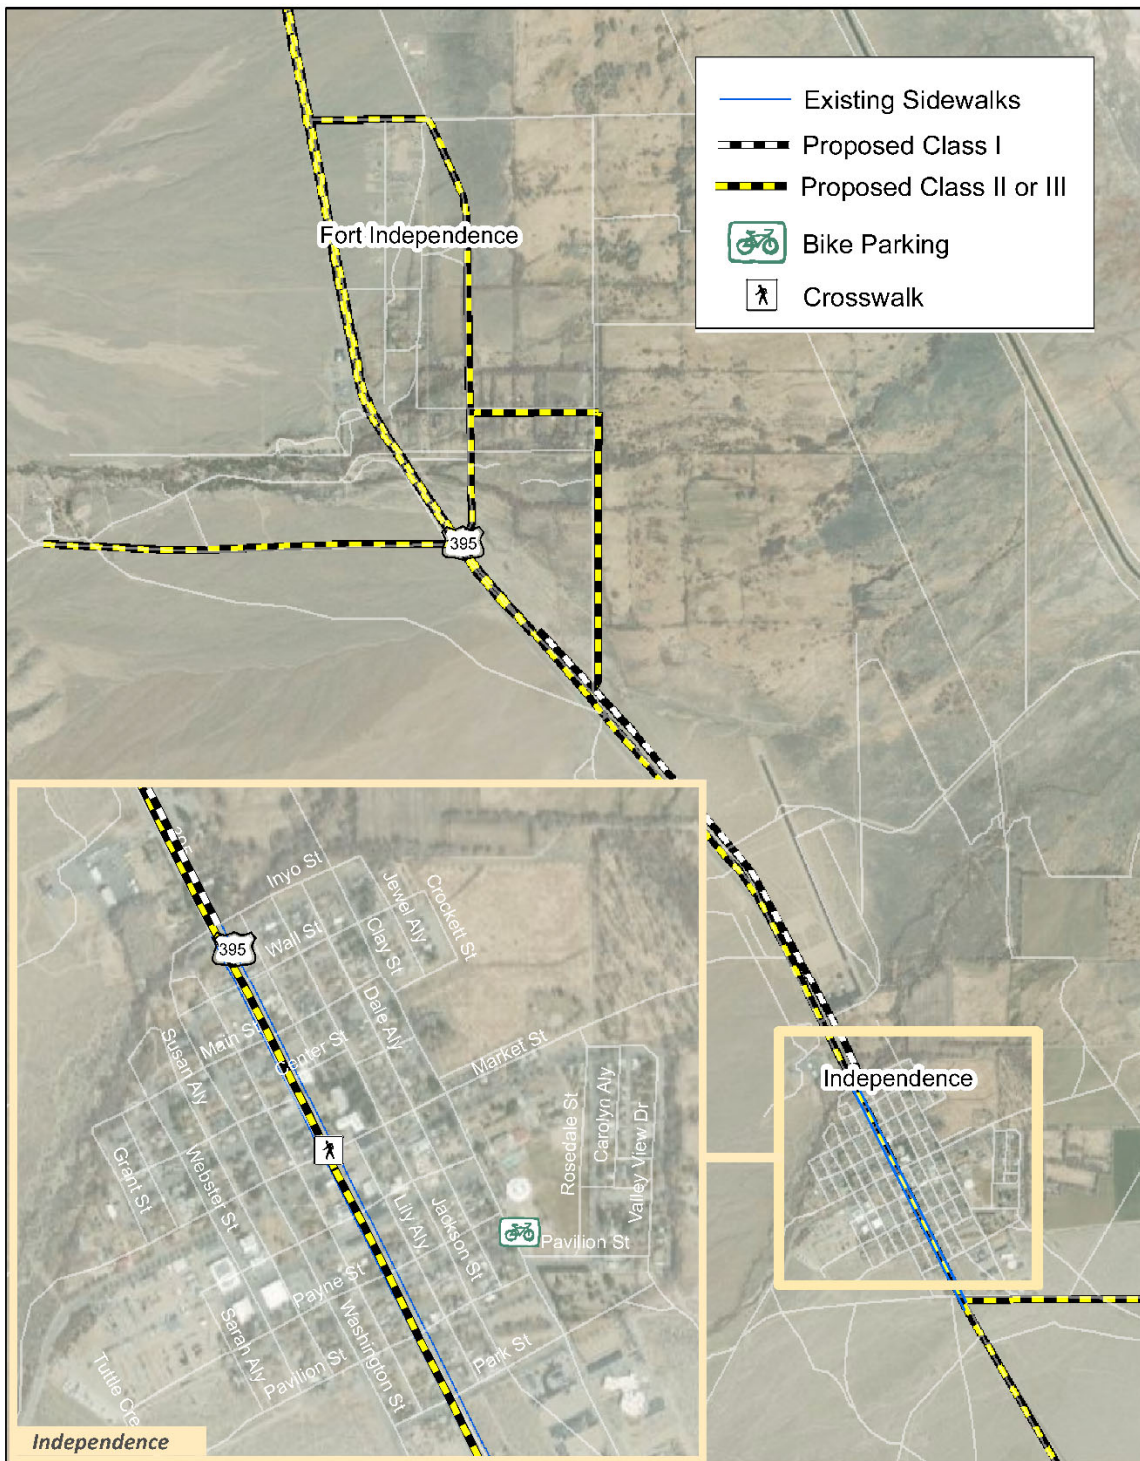 Existing Sidewalks
Proposed Class I
Proposed Class II or III
Bike Parking
Crosswalk
Fort Independence
395
Independence
395
Inyo St
Jewel Aly
Crockett St
Wall St
Clay St
395
Dale Aly
Main St
Center St
Susan Aly
Market St
Rosedale St
Carolyn Aly
Valley View Dr
Grant St
Webster St
Lily Aly
Jackson St
Pavilion St
Payne St
Sarah Aly
Washington St
Park St
Pavilion St
Tuttle Cre
Independence